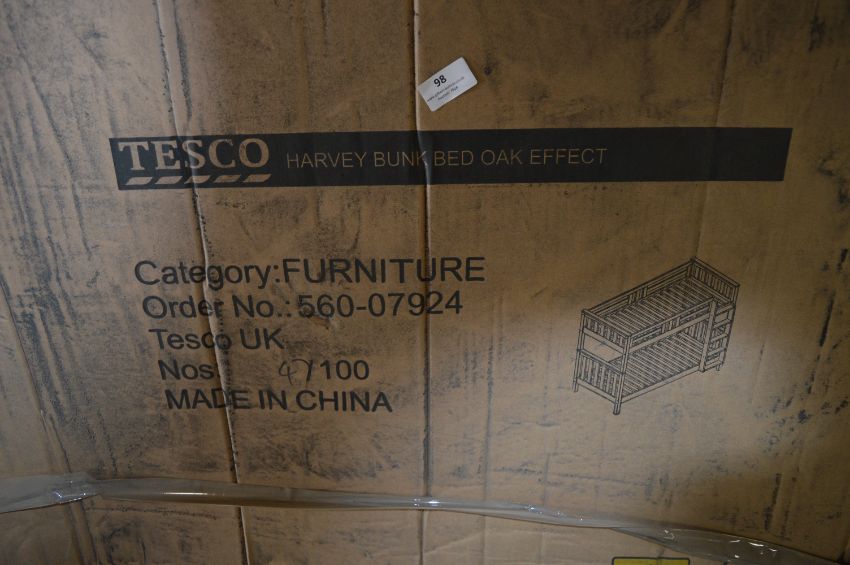 98
TESCO HARVEY BUNK BED OAK EFFECT
Category:FURNITURE
Order No.:560-07924
Tesco UK
Nos: 47/100
MADE IN CHINA